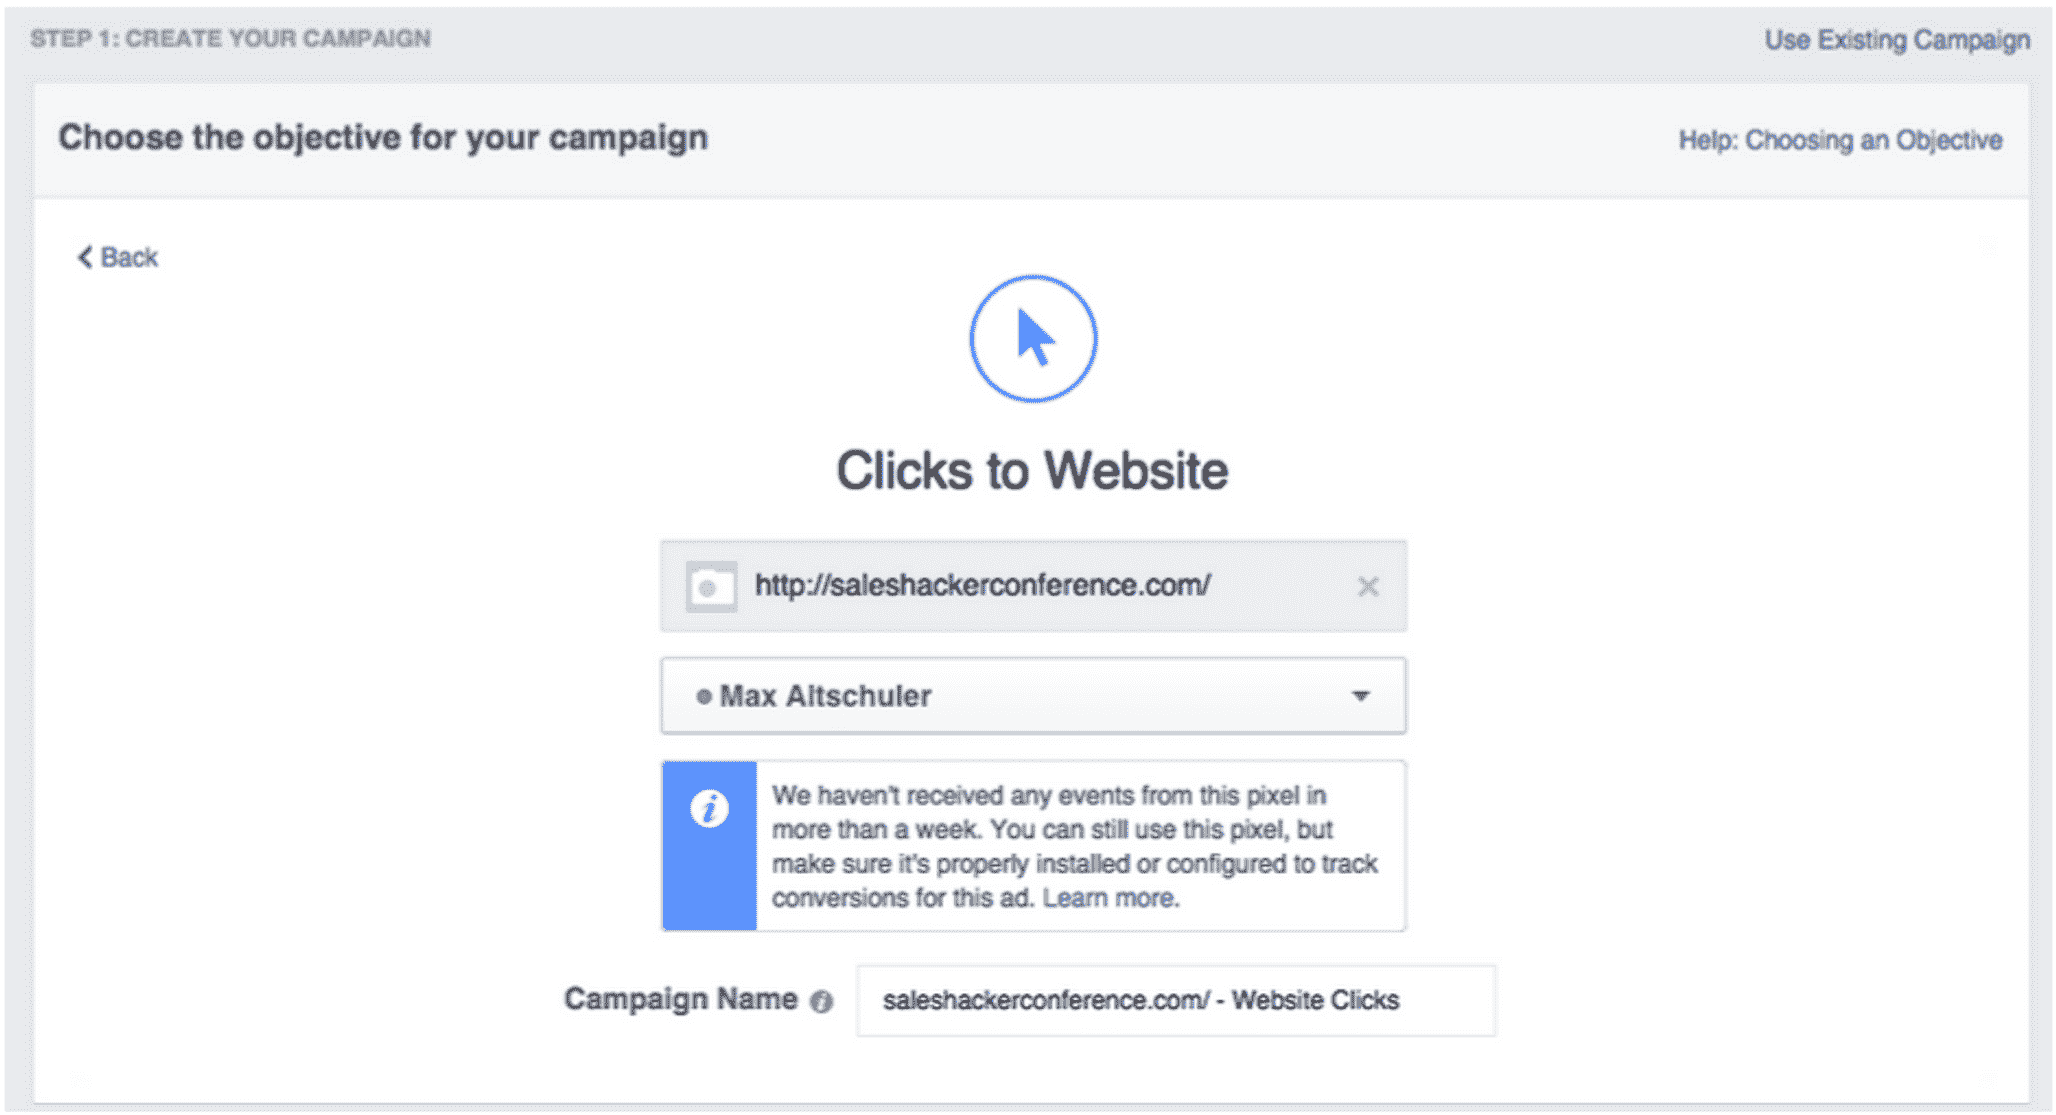 STEP 1: CREATE YOUR CAMPAIGN
Use Existing Campaign
Choose the objective for your campaign
Help: Choosing an Objective
Back
Clicks to Website
http://saleshackerconference.com/
Max Altschuler
We haven't received any events from this pixel in
more than a week. You can still use this pixel, but
make sure it's properly installed or configured to track
conversions for this ad. Learn more.
Campaign Name
saleshackerconference.com/ - Website Clicks